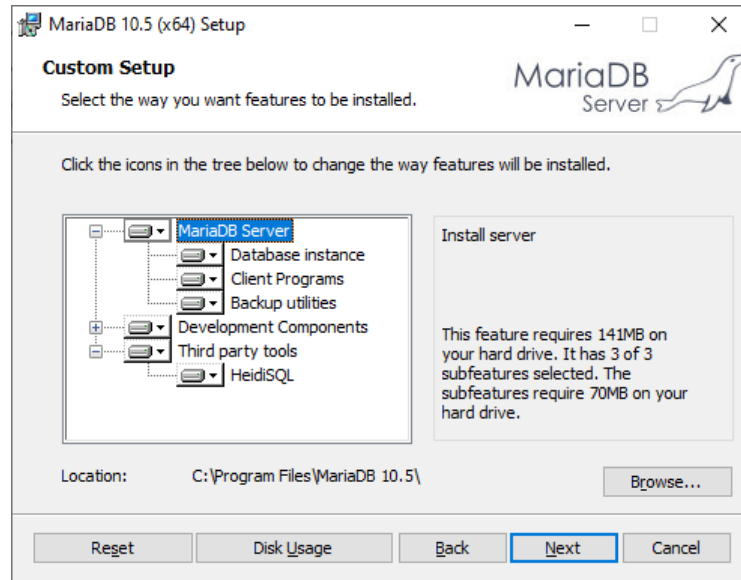 MariaDB 10.5 (x64) Setup
Custom Setup
Select the way you want features to be installed.
MariaDB
Server
Click the icons in the tree below to change the way features will be installed.
MariaDB Server
Database instance
Client Programs
Backup utilities
Development Components
Third party tools
HeidiSQL
Install server
This feature requires 141MB on
your hard drive. It has 3 of 3
subfeatures selected. The
subfeatures require 70MB on your
hard drive.
Location: C:\Program Files\MariaDB 10.5\
Browse...
Reset Disk Usage Back Next Cancel